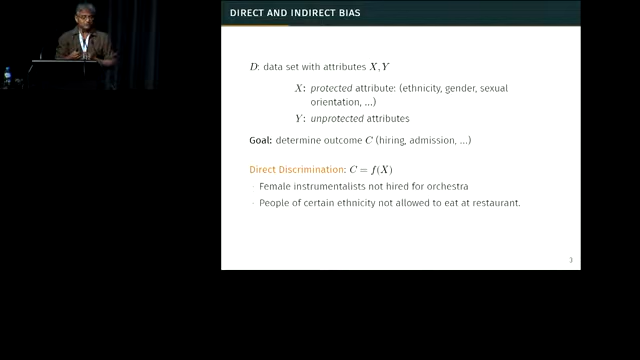 DIRECT AND INDIRECT BIAS
D: data set with attributes X, Y
X: protected attribute: (ethnicity, gender, sexual
orientation, ...)
Y: unprotected attributes
Goal: determine outcome C (hiring, admission, ...)
Direct Discrimination: C = f(X)
· Female instrumentalists not hired for orchestra
· People of certain ethnicity not allowed to eat at restaurant.
3